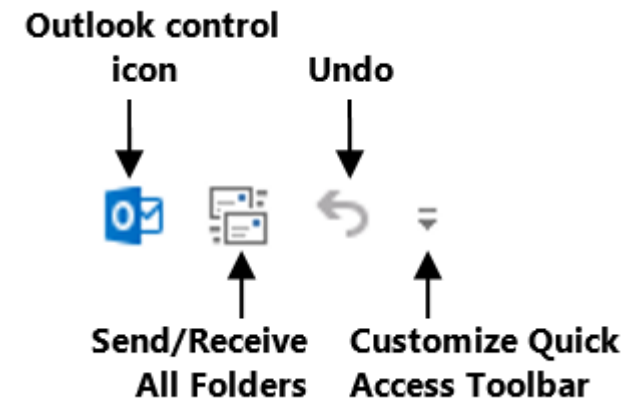 Outlook control
icon
Undo
Send/Receive
All Folders
Customize Quick
Access Toolbar